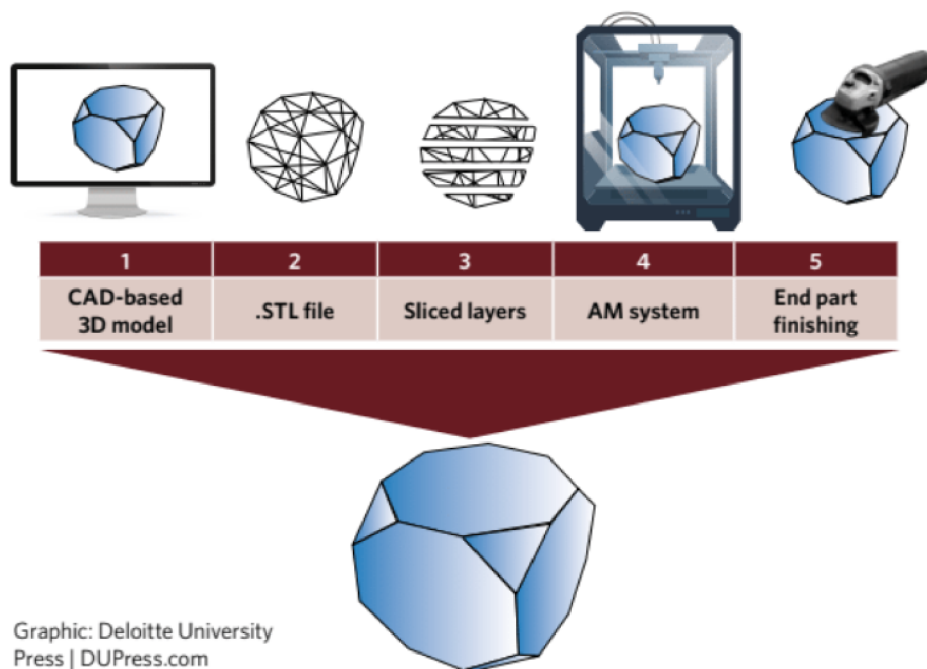 1
2
3
4
5
CAD-based
3D model
.STL file
Sliced layers
AM system
End part
finishing
Graphic: Deloitte University
Press | DUPress.com